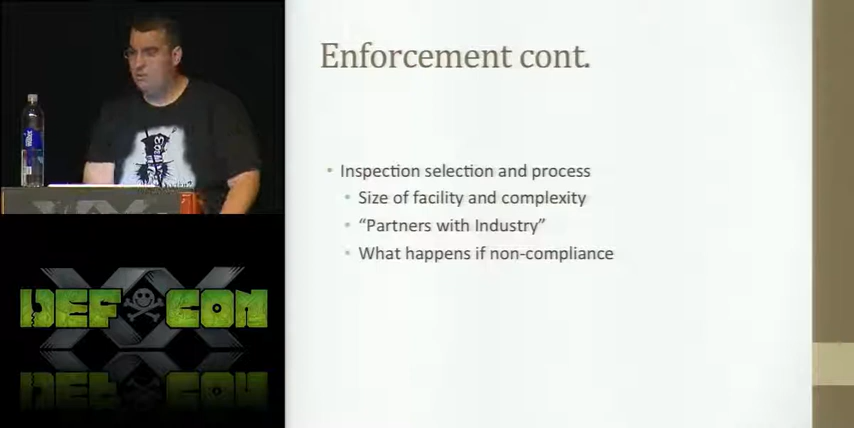 Enforcement cont.
Inspection selection and process
Size of facility and complexity
“Partners with Industry”
What happens if non-compliance
DEF CON
XX